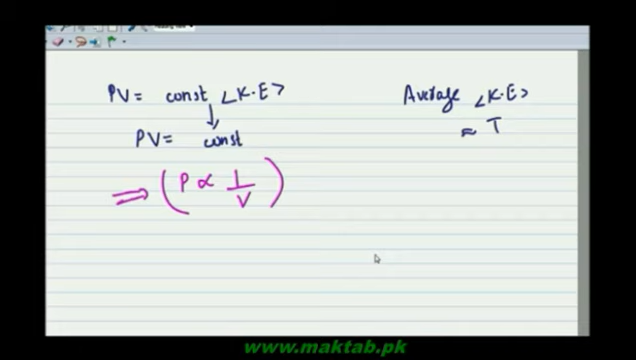 PV = const <K.E>
Average <K.E>
≈ T
↓
PV = const
⟹ (P ∝ 1/V)
www.maktab.pk